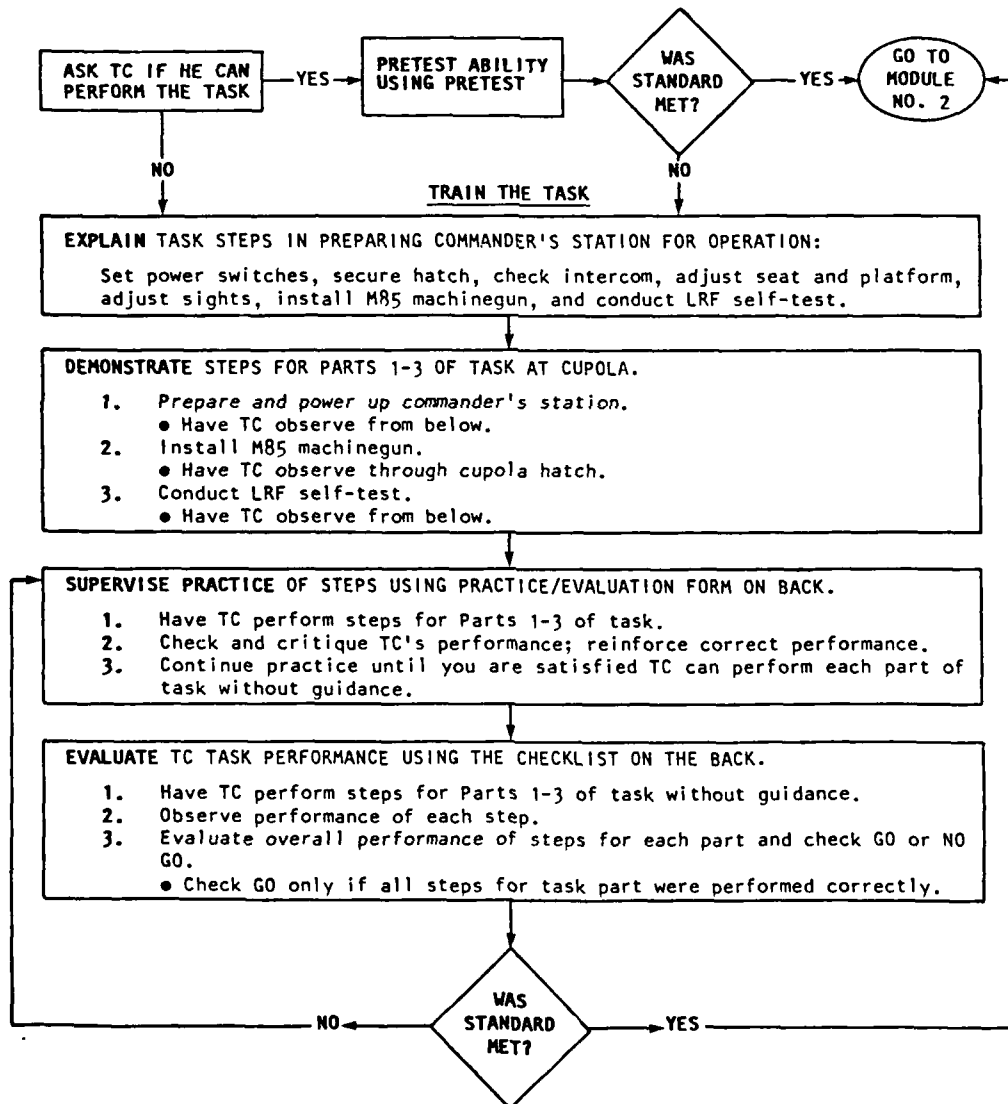 ASK TC IF HE CAN
PERFORM THE TASK
YES
PRETEST ABILITY
USING PRETEST
WAS
STANDARD
MET?
YES
GO TO
MODULE
NO. 2
NO
NO
TRAIN THE TASK
EXPLAIN TASK STEPS IN PREPARING COMMANDER'S STATION FOR OPERATION:
Set power switches, secure hatch, check intercom, adjust seat and platform,
adjust sights, install M85 machinegun, and conduct LRF self-test.
DEMONSTRATE STEPS FOR PARTS 1-3 OF TASK AT CUPOLA.
1. Prepare and power up commander's station.
• Have TC observe from below.
2. Install M85 machinegun.
• Have TC observe through cupola hatch.
3. Conduct LRF self-test.
• Have TC observe from below.
SUPERVISE PRACTICE OF STEPS USING PRACTICE/EVALUATION FORM ON BACK.
1. Have TC perform steps for Parts 1-3 of task.
2. Check and critique TC's performance; reinforce correct performance.
3. Continue practice until you are satisfied TC can perform each part of
task without guidance.
EVALUATE TC TASK PERFORMANCE USING THE CHECKLIST ON THE BACK.
1. Have TC perform steps for Parts 1-3 of task without guidance.
2. Observe performance of each step.
3. Evaluate overall performance of steps for each part and check GO or NO
GO.
• Check GO only if all steps for task part were performed correctly.
WAS
STANDARD
MET?
NO
YES